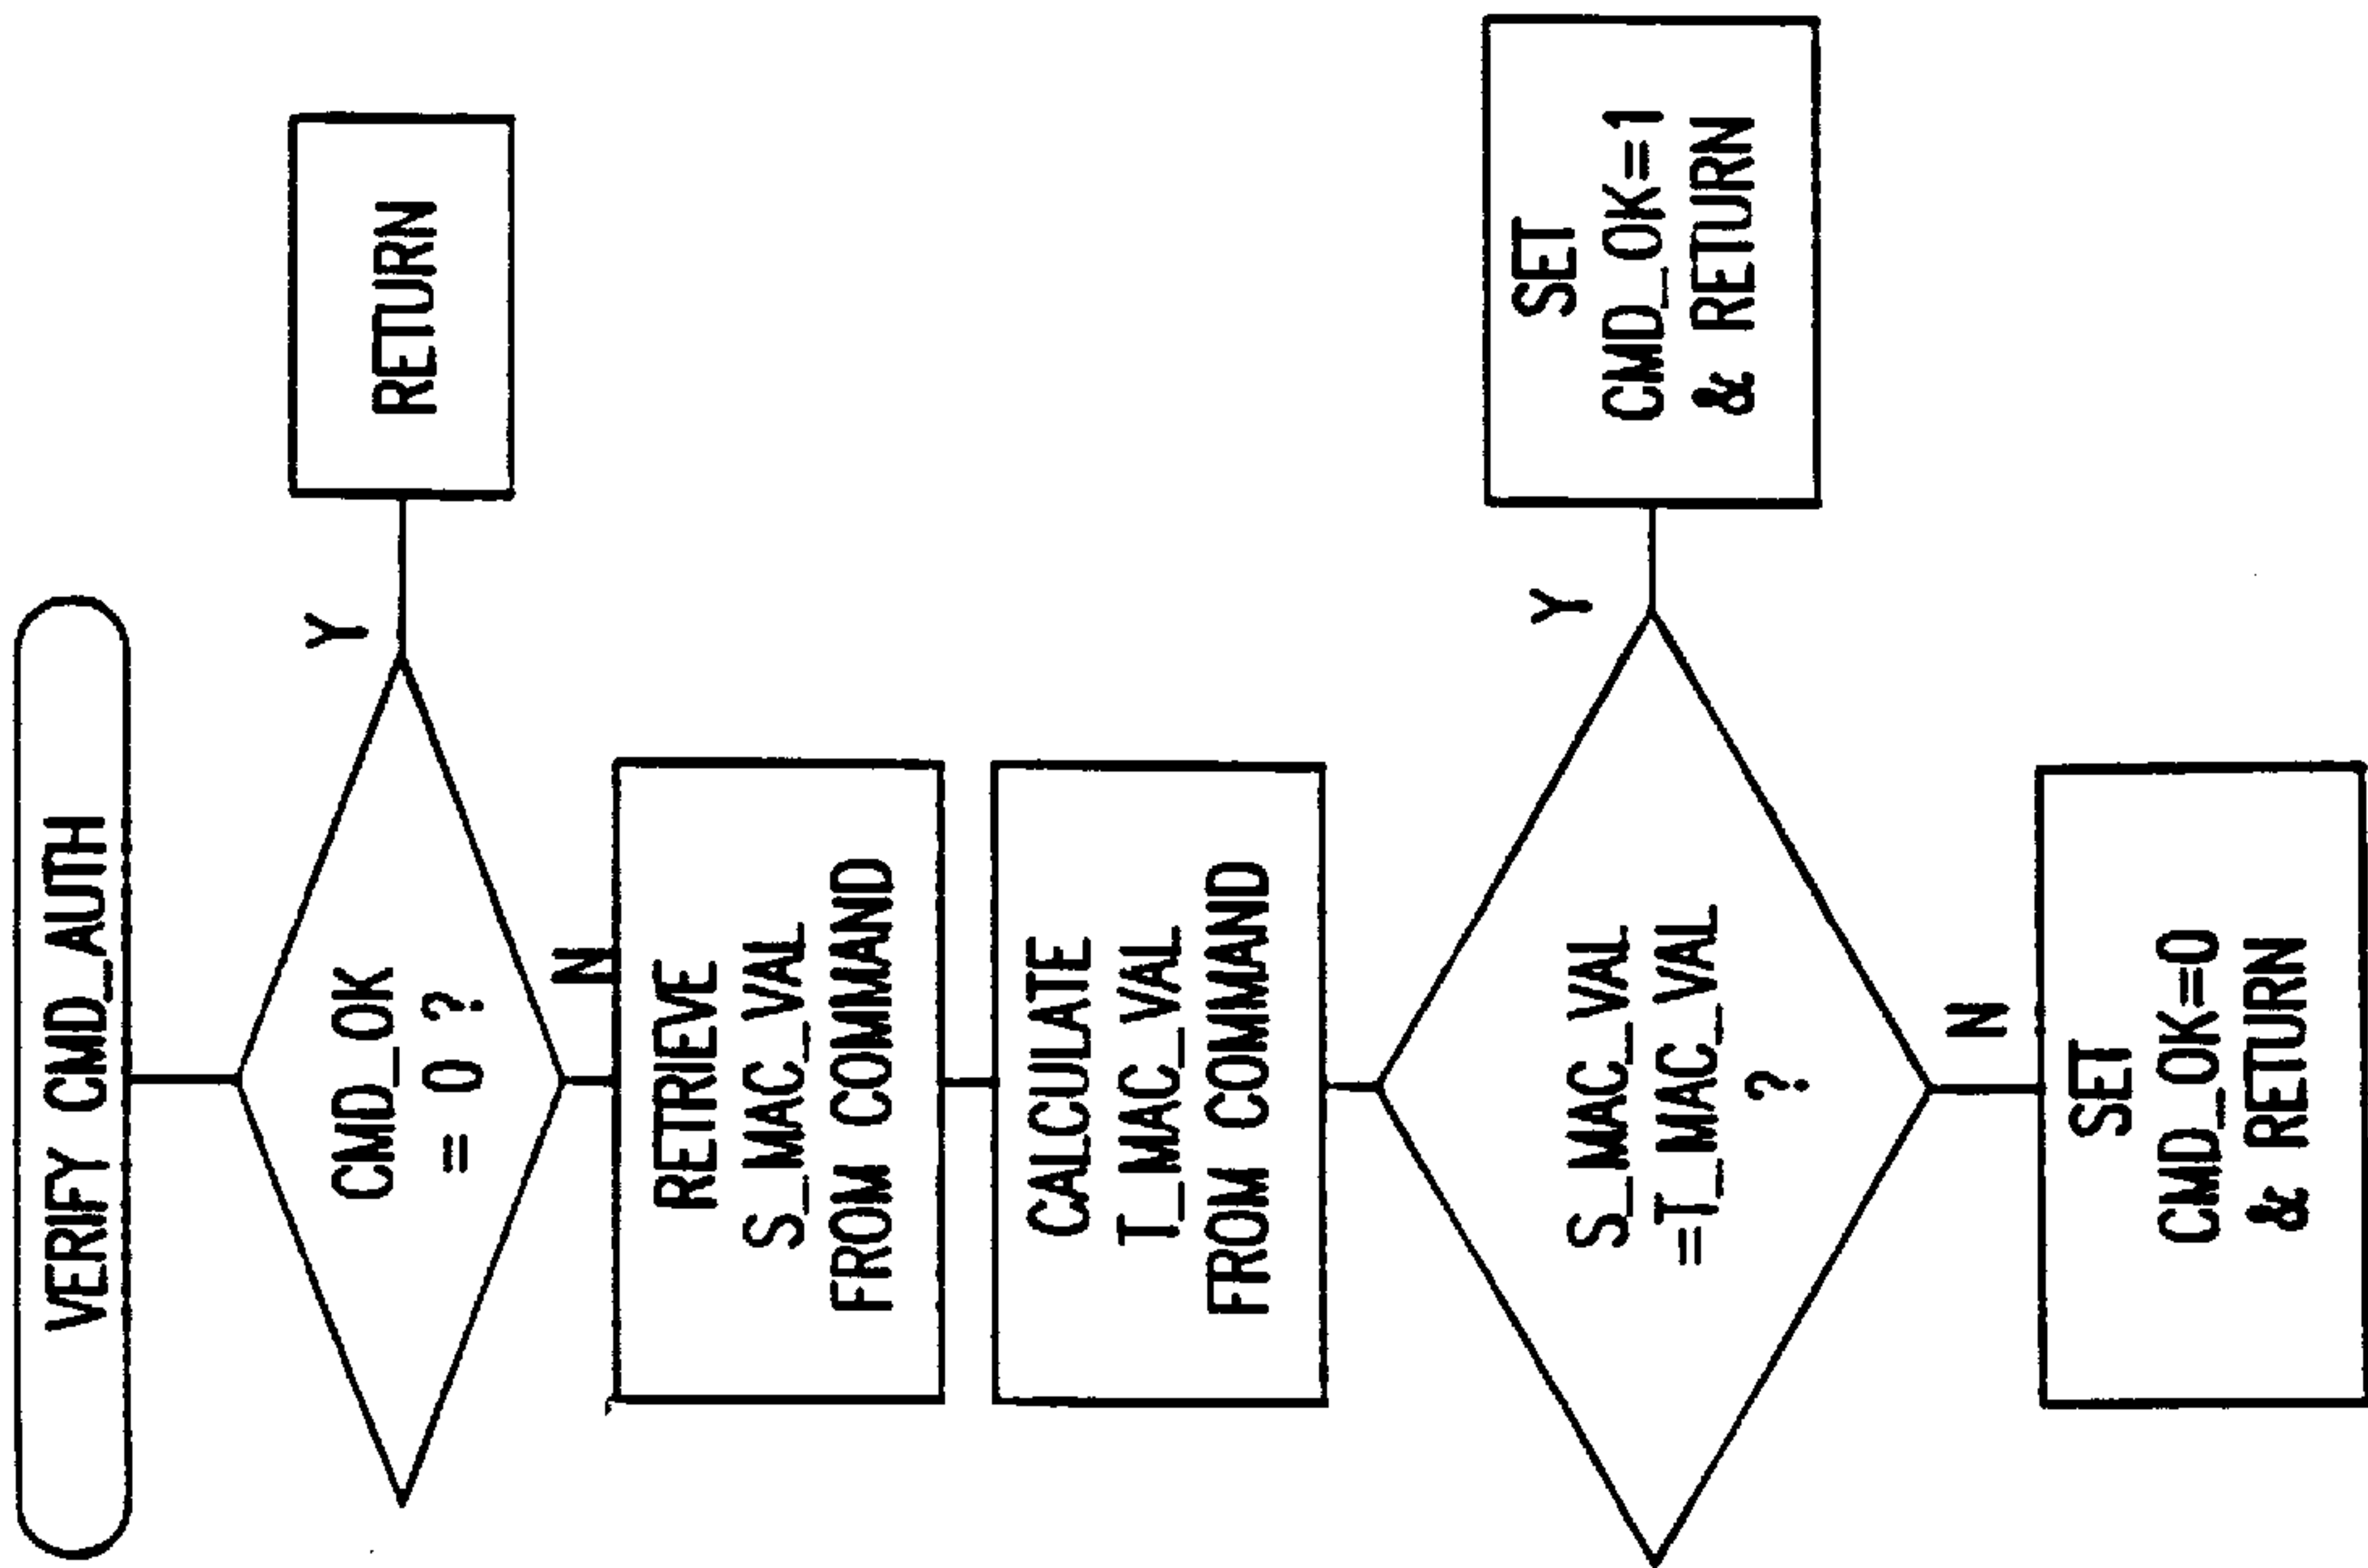 VERIFY CMD_AUTH
CMD_OK
= 0 ?
Y
RETURN
N
RETRIEVE
S_MAC_VAL
FROM COMMAND
CALCULATE
T_MAC_VAL
FROM COMMAND
S_MAC_VAL
=T_MAC_VAL
?
Y
SET
CMD_OK=1
& RETURN
N
SET
CMD_OK=0
& RETURN